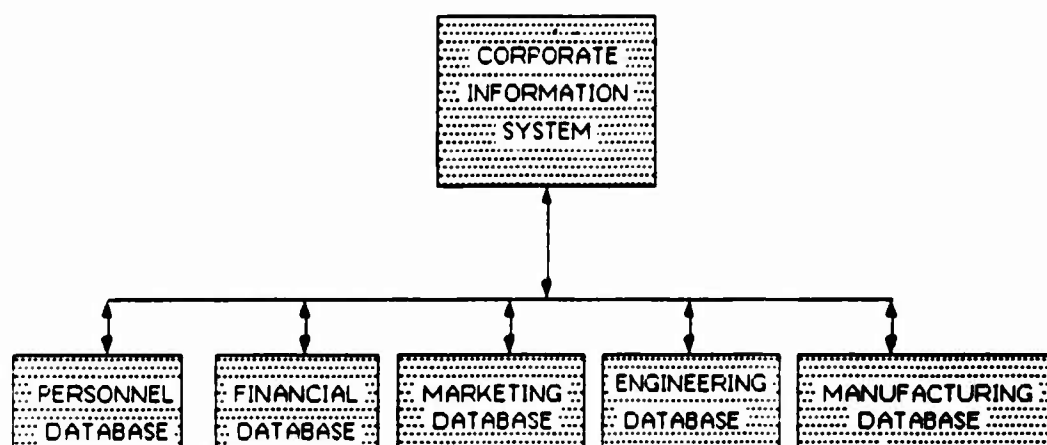 CORPORATE
INFORMATION
SYSTEM
PERSONNEL
DATABASE
FINANCIAL
DATABASE
MARKETING
DATABASE
ENGINEERING
DATABASE
MANUFACTURING
DATABASE